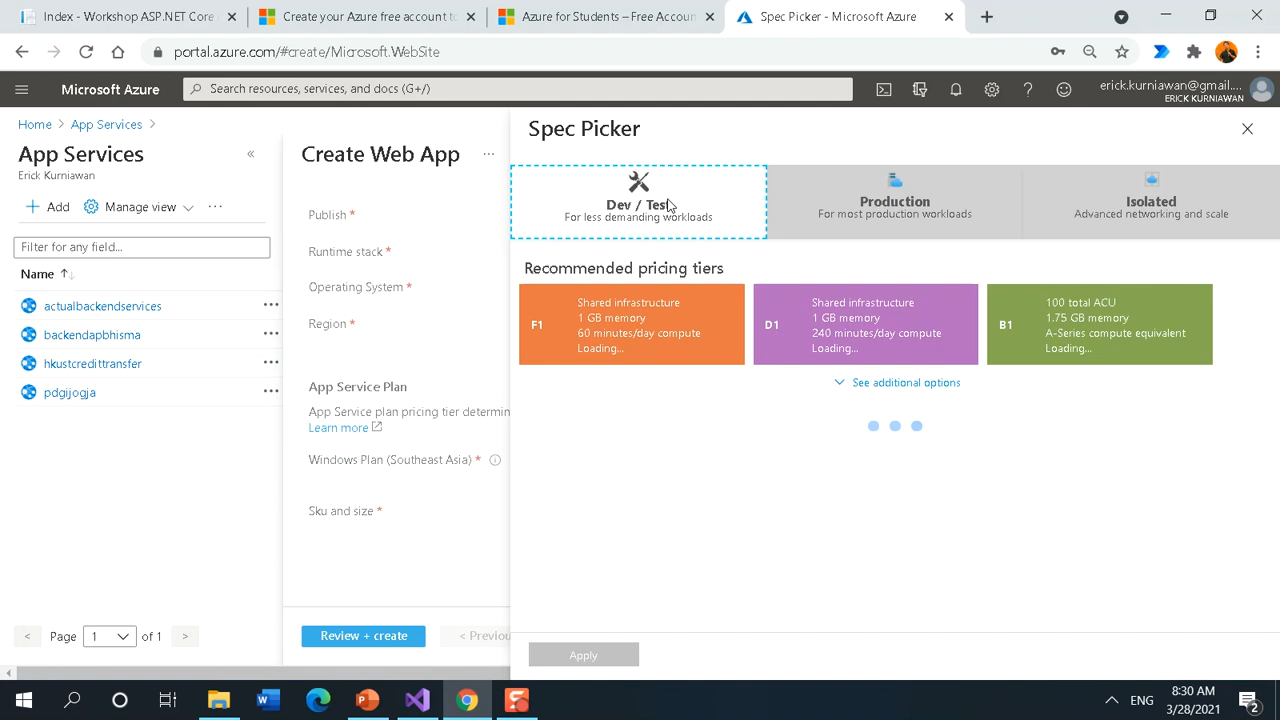 Index - Workshop ASP.NET Core
Create your Azure free account to
Azure for Students – Free Accoun
Spec Picker - Microsoft Azure
portal.azure.com/#create/Microsoft.WebSite
Microsoft Azure
Search resources, services, and docs (G+/)
erick.kurniawan@gmail....
ERICK KURNIAWAN
Home > App Services >
App Services
Erick Kurniawan
Add
Manage view
Filter for any field...
Name
actualbackendservices
backendapbhisma
hkustcredittransfer
pdgijogja
< Page 1 of 1 >
Create Web App
Publish *
Runtime stack *
Operating System *
Region *
App Service Plan
App Service plan pricing tier determin
Learn more
Windows Plan (Southeast Asia) *
Sku and size *
Review + create
< Previou
Spec Picker
Dev / Test
For less demanding workloads
Production
For most production workloads
Isolated
Advanced networking and scale
Recommended pricing tiers
F1
Shared infrastructure
1 GB memory
60 minutes/day compute
Loading...
D1
Shared infrastructure
1 GB memory
240 minutes/day compute
Loading...
B1
100 total ACU
1.75 GB memory
A-Series compute equivalent
Loading...
See additional options
Apply
ENG
8:30 AM
3/28/2021
2